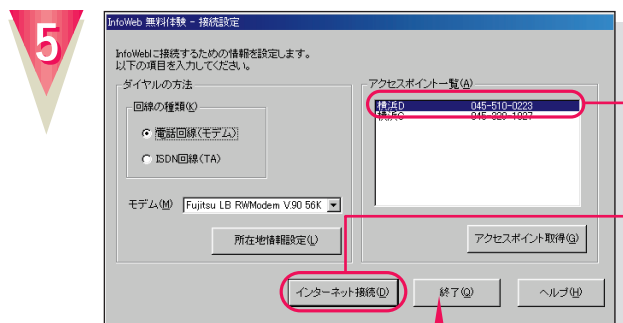 5
InfoWeb 無料体験 - 接続設定
InfoWebに接続するための情報を設定します。
以下の項目を入力してください。
ダイヤルの方法
回線の種類(K)
電話回線(モデム)
ISDN回線(TA)
モデム(M) Fujitsu LB RWModem V.90 56K
所在地情報設定(L)
アクセスポイント一覧(A)
横浜D 045-510-0223
横浜C
アクセスポイント取得(G)
インターネット接続(D) 終了(Q) ヘルプ(H)